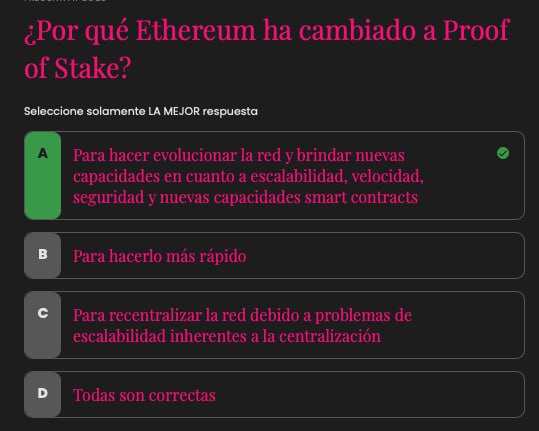 ¿Por qué Ethereum ha cambiado a Proof
of Stake?
Seleccione solamente LA MEJOR respuesta
A
Para hacer evolucionar la red y brindar nuevas
capacidades en cuanto a escalabilidad, velocidad,
seguridad y nuevas capacidades smart contracts
B
Para hacerlo más rápido
C
Para recentralizar la red debido a problemas de
escalabilidad inherentes a la centralización
D
Todas son correctas